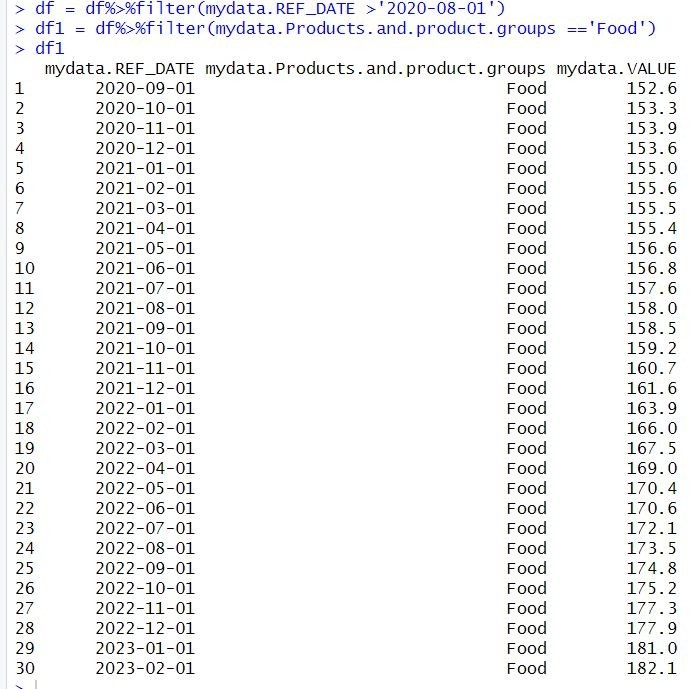 > df = df%>%filter(mydata.REF_DATE >'2020-08-01')
> df1 = df%>%filter(mydata.Products.and.product.groups =='Food')
> df1
mydata.REF_DATE mydata.Products.and.product.groups mydata.VALUE
1 2020-09-01 Food 152.6
2 2020-10-01 Food 153.3
3 2020-11-01 Food 153.9
4 2020-12-01 Food 153.6
5 2021-01-01 Food 155.0
6 2021-02-01 Food 155.6
7 2021-03-01 Food 155.5
8 2021-04-01 Food 155.4
9 2021-05-01 Food 156.6
10 2021-06-01 Food 156.8
11 2021-07-01 Food 157.6
12 2021-08-01 Food 158.0
13 2021-09-01 Food 158.5
14 2021-10-01 Food 159.2
15 2021-11-01 Food 160.7
16 2021-12-01 Food 161.6
17 2022-01-01 Food 163.9
18 2022-02-01 Food 166.0
19 2022-03-01 Food 167.5
20 2022-04-01 Food 169.0
21 2022-05-01 Food 170.4
22 2022-06-01 Food 170.6
23 2022-07-01 Food 172.1
24 2022-08-01 Food 173.5
25 2022-09-01 Food 174.8
26 2022-10-01 Food 175.2
27 2022-11-01 Food 177.3
28 2022-12-01 Food 177.9
29 2023-01-01 Food 181.0
30 2023-02-01 Food 182.1
>